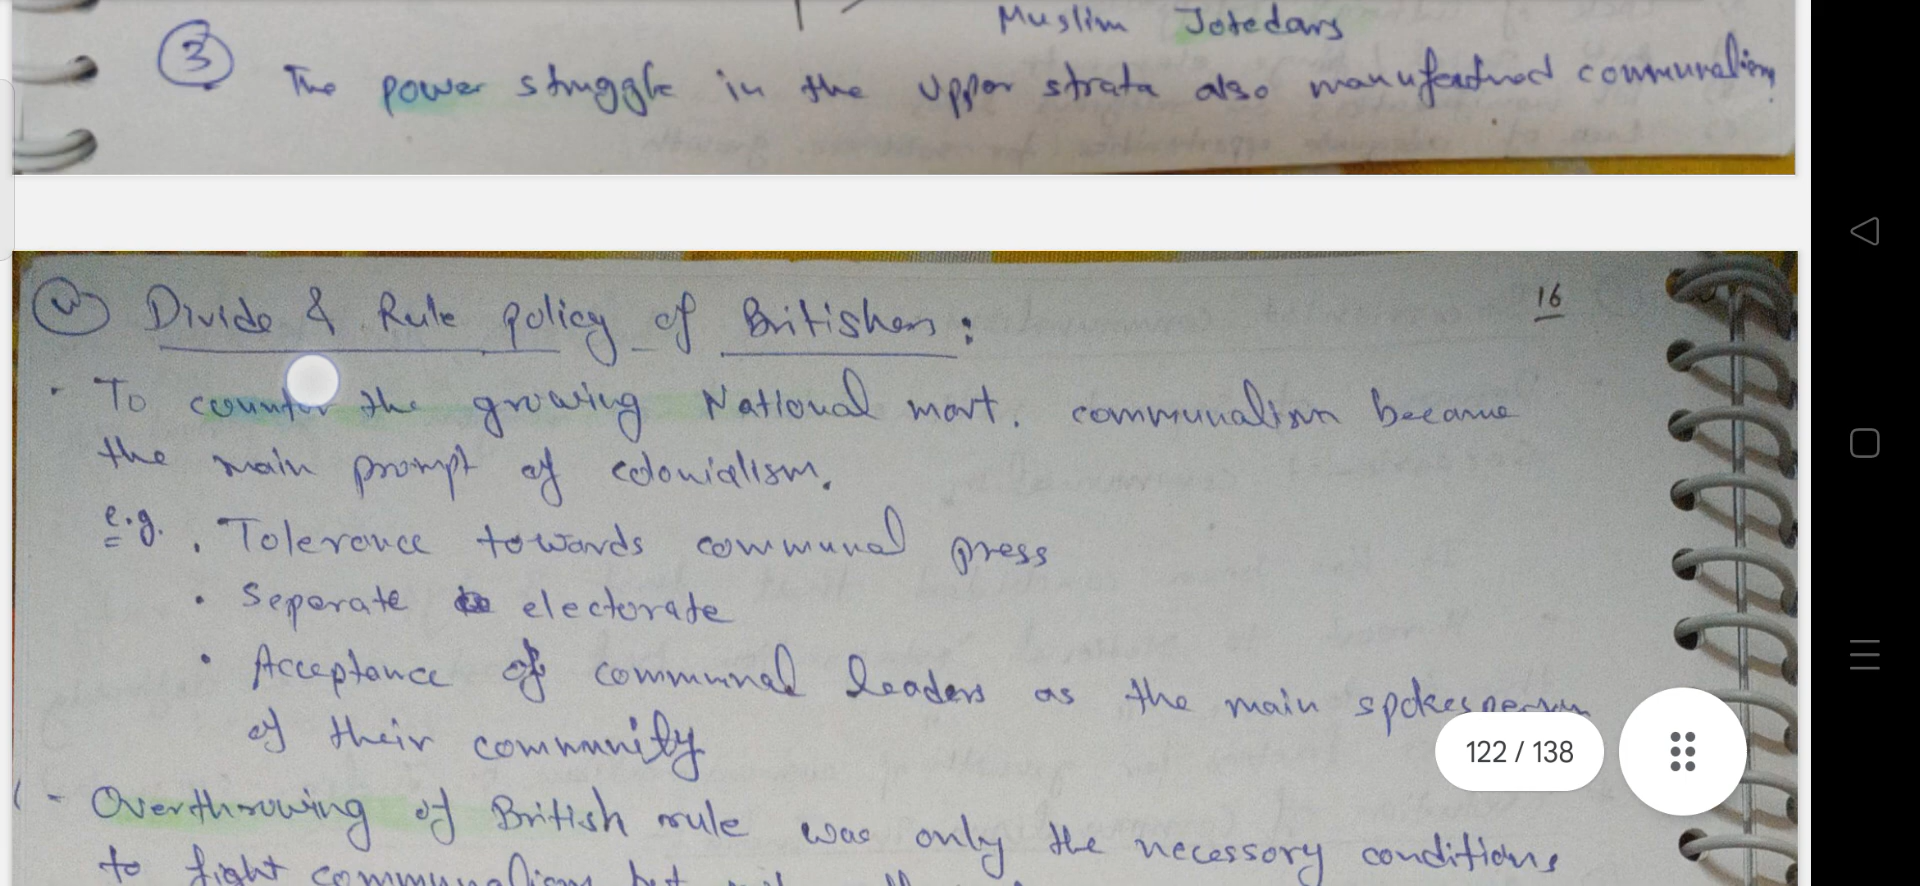 Muslim Jotedars
③ The power struggle in the upper strata also manufactured communalism
Divide & Rule policy of Britishers:
16
· To counter the growing National movt. communalism became
the main prompt of colonialism.
e.g. · Tolerance towards communal press
· Seperate electorate
· Acceptance of communal leaders as the main spokesperson
of their community
122 / 138
- Overthrowing of British rule was only the necessary conditions
to fight communalism but